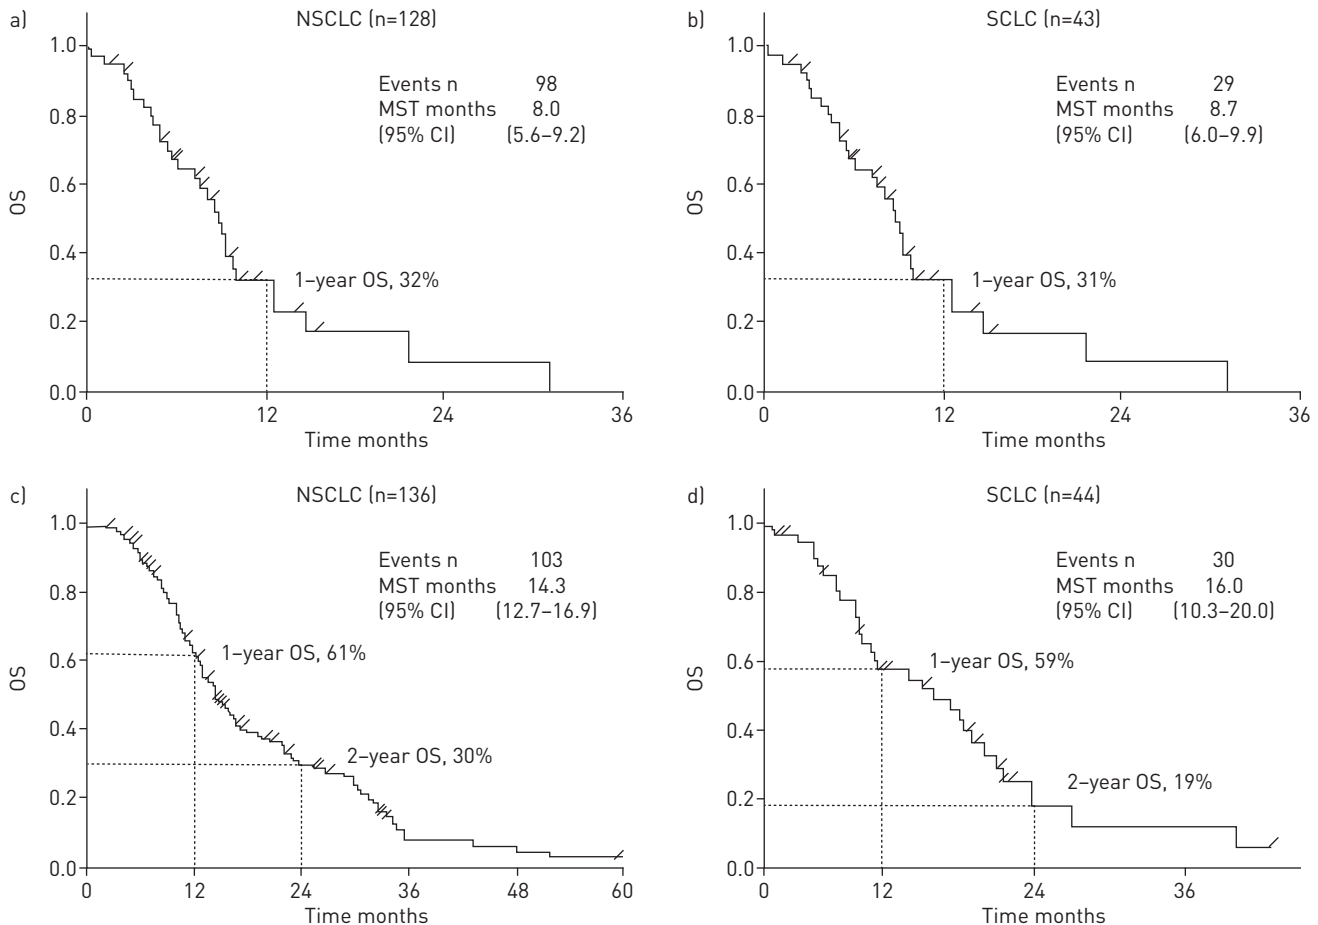 a)
NSCLC (n=128)
1.0
0.8
0.6
0.4
0.2
0.0
OS
Events n 98
MST months 8.0
(95% CI) (5.6–9.2)
1–year OS, 32%
0 12 24 36
Time months
b)
SCLC (n=43)
1.0
0.8
0.6
0.4
0.2
0.0
OS
Events n 29
MST months 8.7
(95% CI) (6.0–9.9)
1–year OS, 31%
0 12 24 36
Time months
c)
NSCLC (n=136)
1.0
0.8
0.6
0.4
0.2
0.0
OS
Events n 103
MST months 14.3
(95% CI) (12.7–16.9)
1–year OS, 61%
2–year OS, 30%
0 12 24 36 48 60
Time months
d)
SCLC (n=44)
1.0
0.8
0.6
0.4
0.2
0.0
OS
Events n 30
MST months 16.0
(95% CI) (10.3–20.0)
1–year OS, 59%
2–year OS, 19%
0 12 24 36
Time months